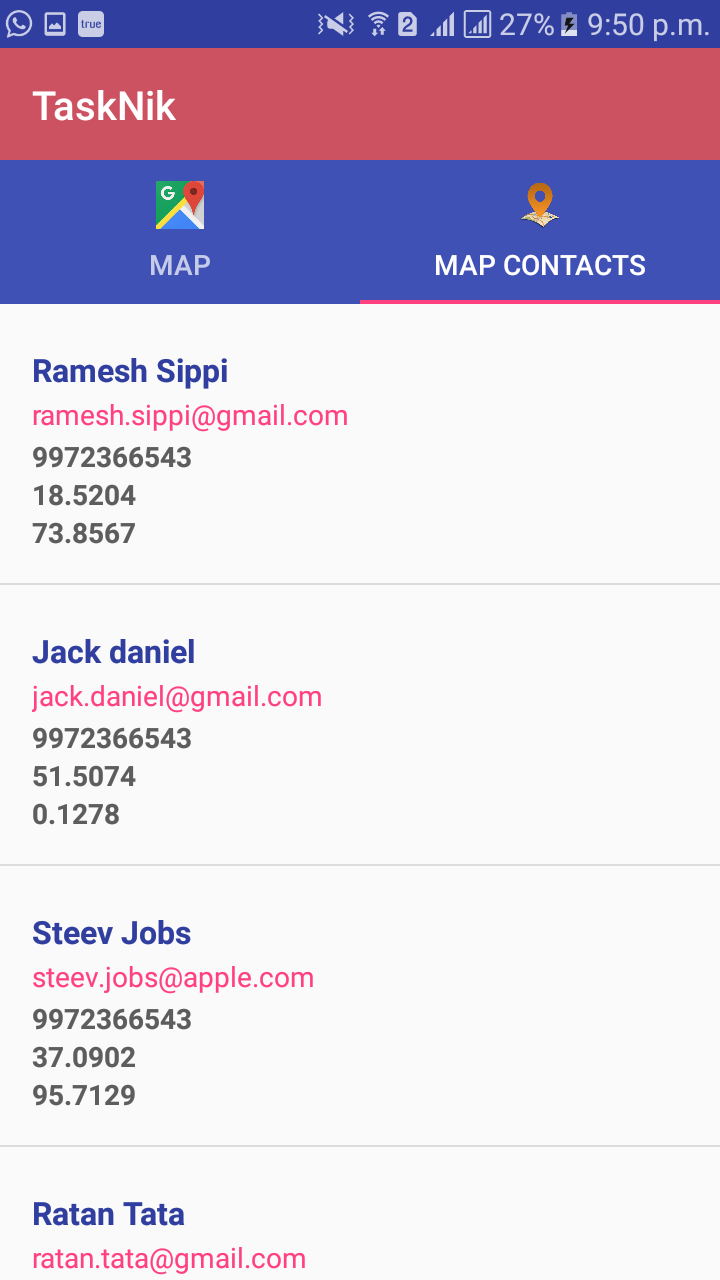 true 2 27% 9:50 p.m.
TaskNik
G
MAP
MAP CONTACTS
Ramesh Sippi
ramesh.sippi@gmail.com
9972366543
18.5204
73.8567
Jack daniel
jack.daniel@gmail.com
9972366543
51.5074
0.1278
Steev Jobs
steev.jobs@apple.com
9972366543
37.0902
95.7129
Ratan Tata
ratan.tata@gmail.com